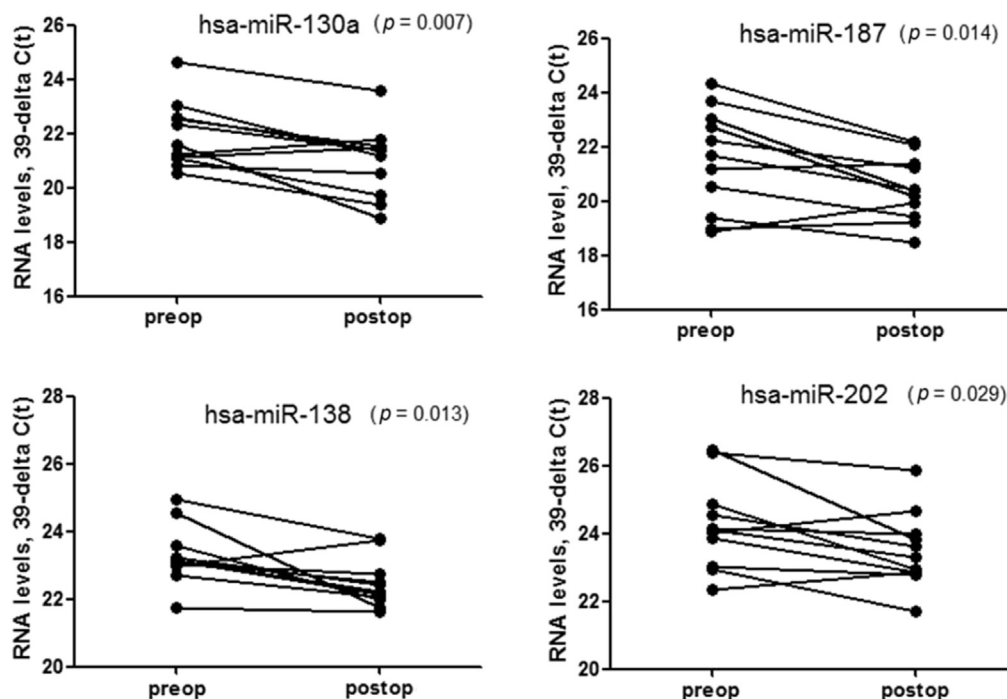 hsa-miR-130a (p = 0.007)
RNA levels, 39-delta C(t)
26
24
22
20
18
16
preop postop
hsa-miR-187 (p = 0.014)
RNA level, 39-delta C(t)
26
24
22
20
18
16
preop postop
hsa-miR-138 (p = 0.013)
RNA levels, 39-delta C(t)
28
26
24
22
20
preop postop
hsa-miR-202 (p = 0.029)
RNA levels, 39-delta C(t)
28
26
24
22
20
preop postop